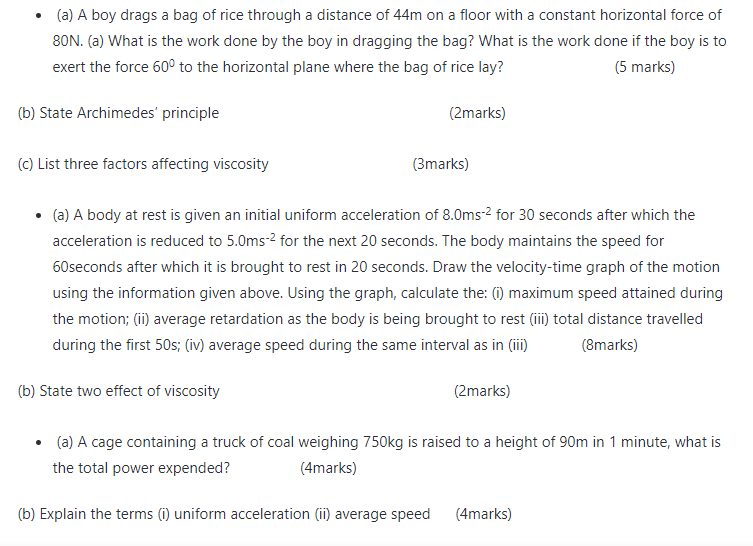 • (a) A boy drags a bag of rice through a distance of 44m on a floor with a constant horizontal force of
80N. (a) What is the work done by the boy in dragging the bag? What is the work done if the boy is to
exert the force 60⁰ to the horizontal plane where the bag of rice lay? (5 marks)
(b) State Archimedes’ principle (2marks)
(c) List three factors affecting viscosity (3marks)
• (a) A body at rest is given an initial uniform acceleration of 8.0ms⁻² for 30 seconds after which the
acceleration is reduced to 5.0ms⁻² for the next 20 seconds. The body maintains the speed for
60seconds after which it is brought to rest in 20 seconds. Draw the velocity-time graph of the motion
using the information given above. Using the graph, calculate the: (i) maximum speed attained during
the motion; (ii) average retardation as the body is being brought to rest (iii) total distance travelled
during the first 50s; (iv) average speed during the same interval as in (iii) (8marks)
(b) State two effect of viscosity (2marks)
• (a) A cage containing a truck of coal weighing 750kg is raised to a height of 90m in 1 minute, what is
the total power expended? (4marks)
(b) Explain the terms (i) uniform acceleration (ii) average speed (4marks)